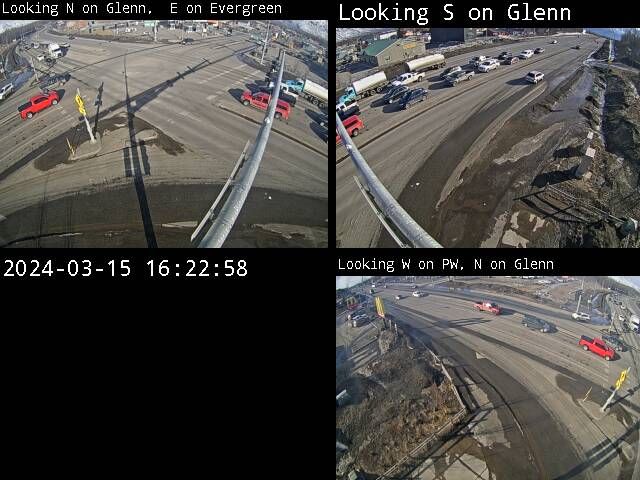 Looking N on Glenn,  E on Evergreen
Looking S on Glenn
2024-03-15 16:22:58
Looking W on PW, N on Glenn